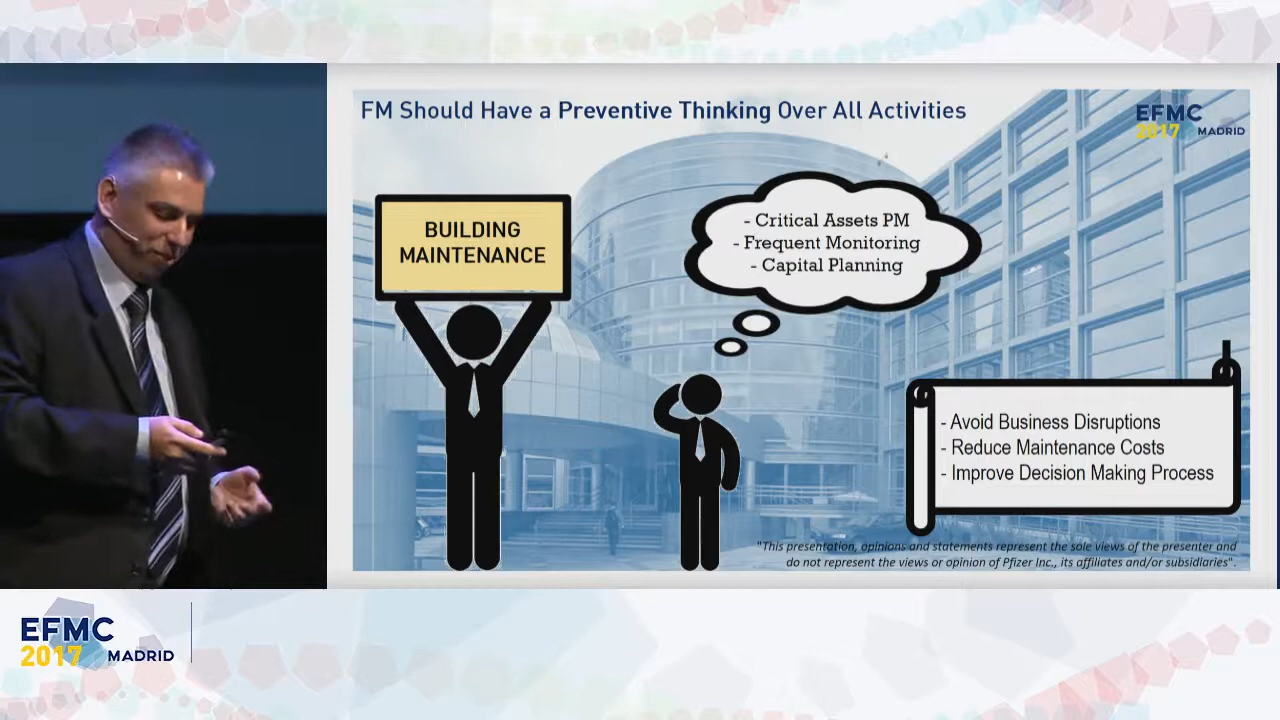 FM Should Have a Preventive Thinking Over All Activities
EFMC
2017 MADRID
BUILDING
MAINTENANCE
- Critical Assets PM
- Frequent Monitoring
- Capital Planning
- Avoid Business Disruptions
- Reduce Maintenance Costs
- Improve Decision Making Process
"This presentation, opinions and statements represent the sole views of the presenter and
do not represent the views or opinion of Pfizer Inc., its affiliates and/or subsidiaries".
EFMC
2017 MADRID